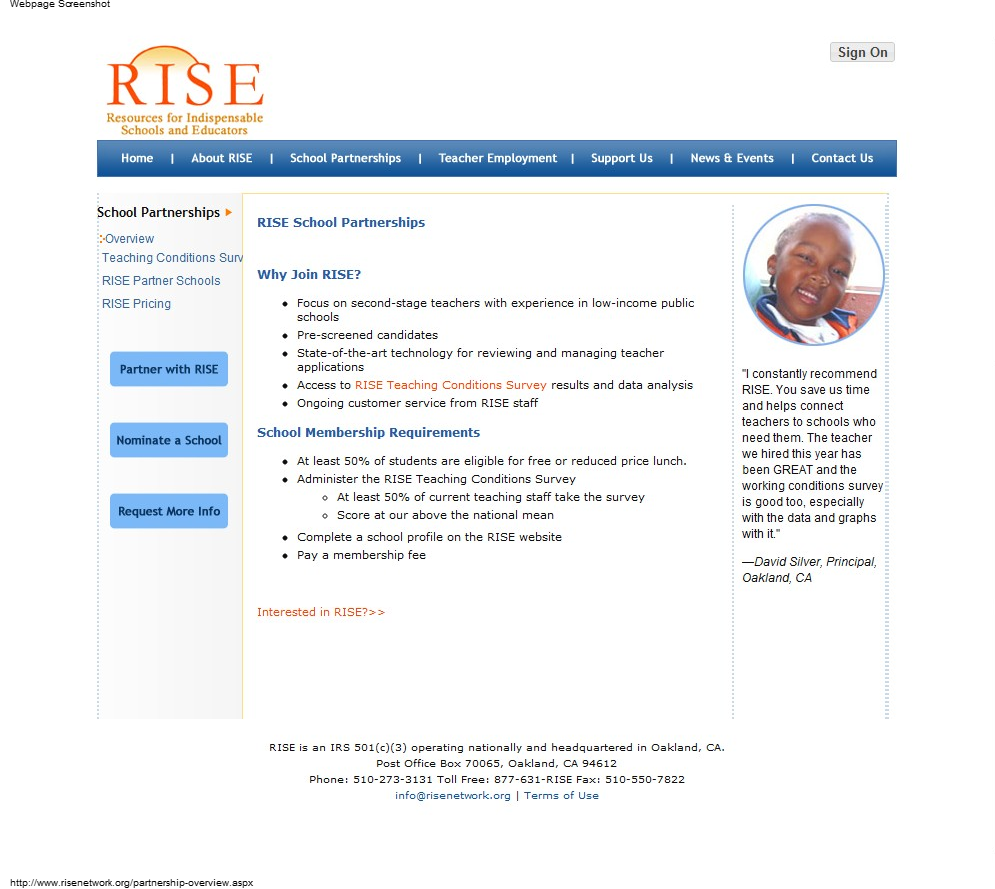 Webpage Screenshot
Sign On
RISE
Resources for Indispensable
Schools and Educators
Home | About RISE | School Partnerships | Teacher Employment | Support Us | News & Events | Contact Us
School Partnerships
Overview
Teaching Conditions Surv
RISE Partner Schools
RISE Pricing
Partner with RISE
Nominate a School
Request More Info
RISE School Partnerships
Why Join RISE?
Focus on second-stage teachers with experience in low-income public
schools
Pre-screened candidates
State-of-the-art technology for reviewing and managing teacher
applications
Access to RISE Teaching Conditions Survey results and data analysis
Ongoing customer service from RISE staff
School Membership Requirements
At least 50% of students are eligible for free or reduced price lunch.
Administer the RISE Teaching Conditions Survey
At least 50% of current teaching staff take the survey
Score at our above the national mean
Complete a school profile on the RISE website
Pay a membership fee
Interested in RISE?>>
"I constantly recommend
RISE. You save us time
and helps connect
teachers to schools who
need them. The teacher
we hired this year has
been GREAT and the
working conditions survey
is good too, especially
with the data and graphs
with it."
—David Silver, Principal,
Oakland, CA
RISE is an IRS 501(c)(3) operating nationally and headquartered in Oakland, CA.
Post Office Box 70065, Oakland, CA 94612
Phone: 510-273-3131 Toll Free: 877-631-RISE Fax: 510-550-7822
info@risenetwork.org | Terms of Use
http://www.risenetwork.org/partnership-overview.aspx